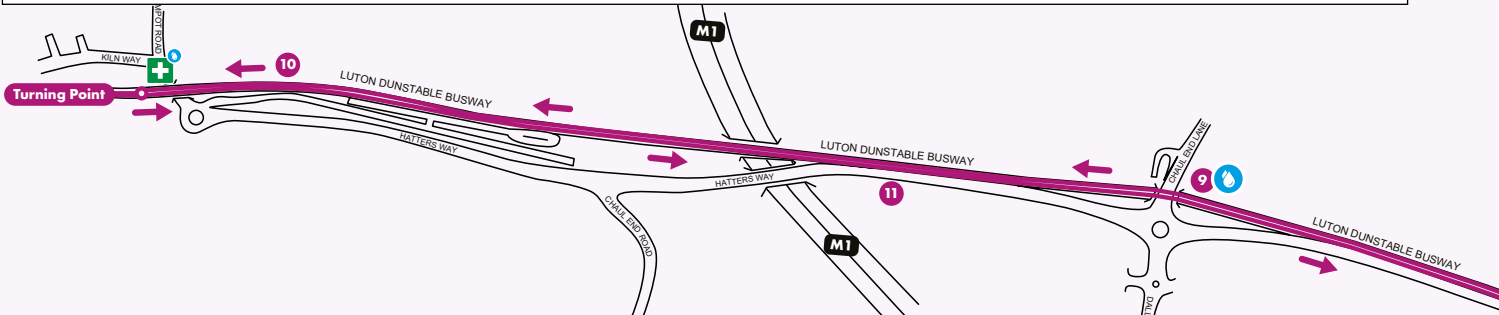 M1
MPOT ROAD
KILN WAY
10
LUTON DUNSTABLE BUSWAY
Turning Point
HATTERS WAY
LUTON DUNSTABLE BUSWAY
CHAUL END LANE
HATTERS WAY
9
11
CHAUL END ROAD
M1
LUTON DUNSTABLE BUSWAY
DALL